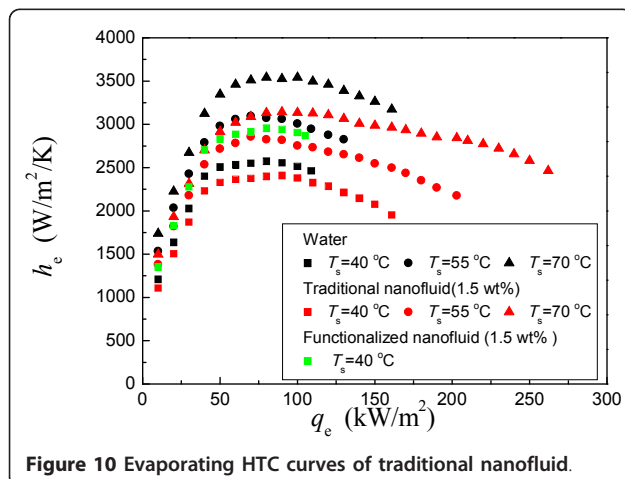 4000
3500
3000
2500
2000
1500
1000
500
0
h_e (W/m²/K)
Water
T_s=40 °C T_s=55 °C T_s=70 °C
Traditional nanofluid(1.5 wt%)
T_s=40 °C T_s=55 °C T_s=70 °C
Functionalized nanofluid (1.5 wt% )
T_s=40 °C
0 50 100 150 200 250 300
q_e (kW/m²)
Figure 10 Evaporating HTC curves of traditional nanofluid.